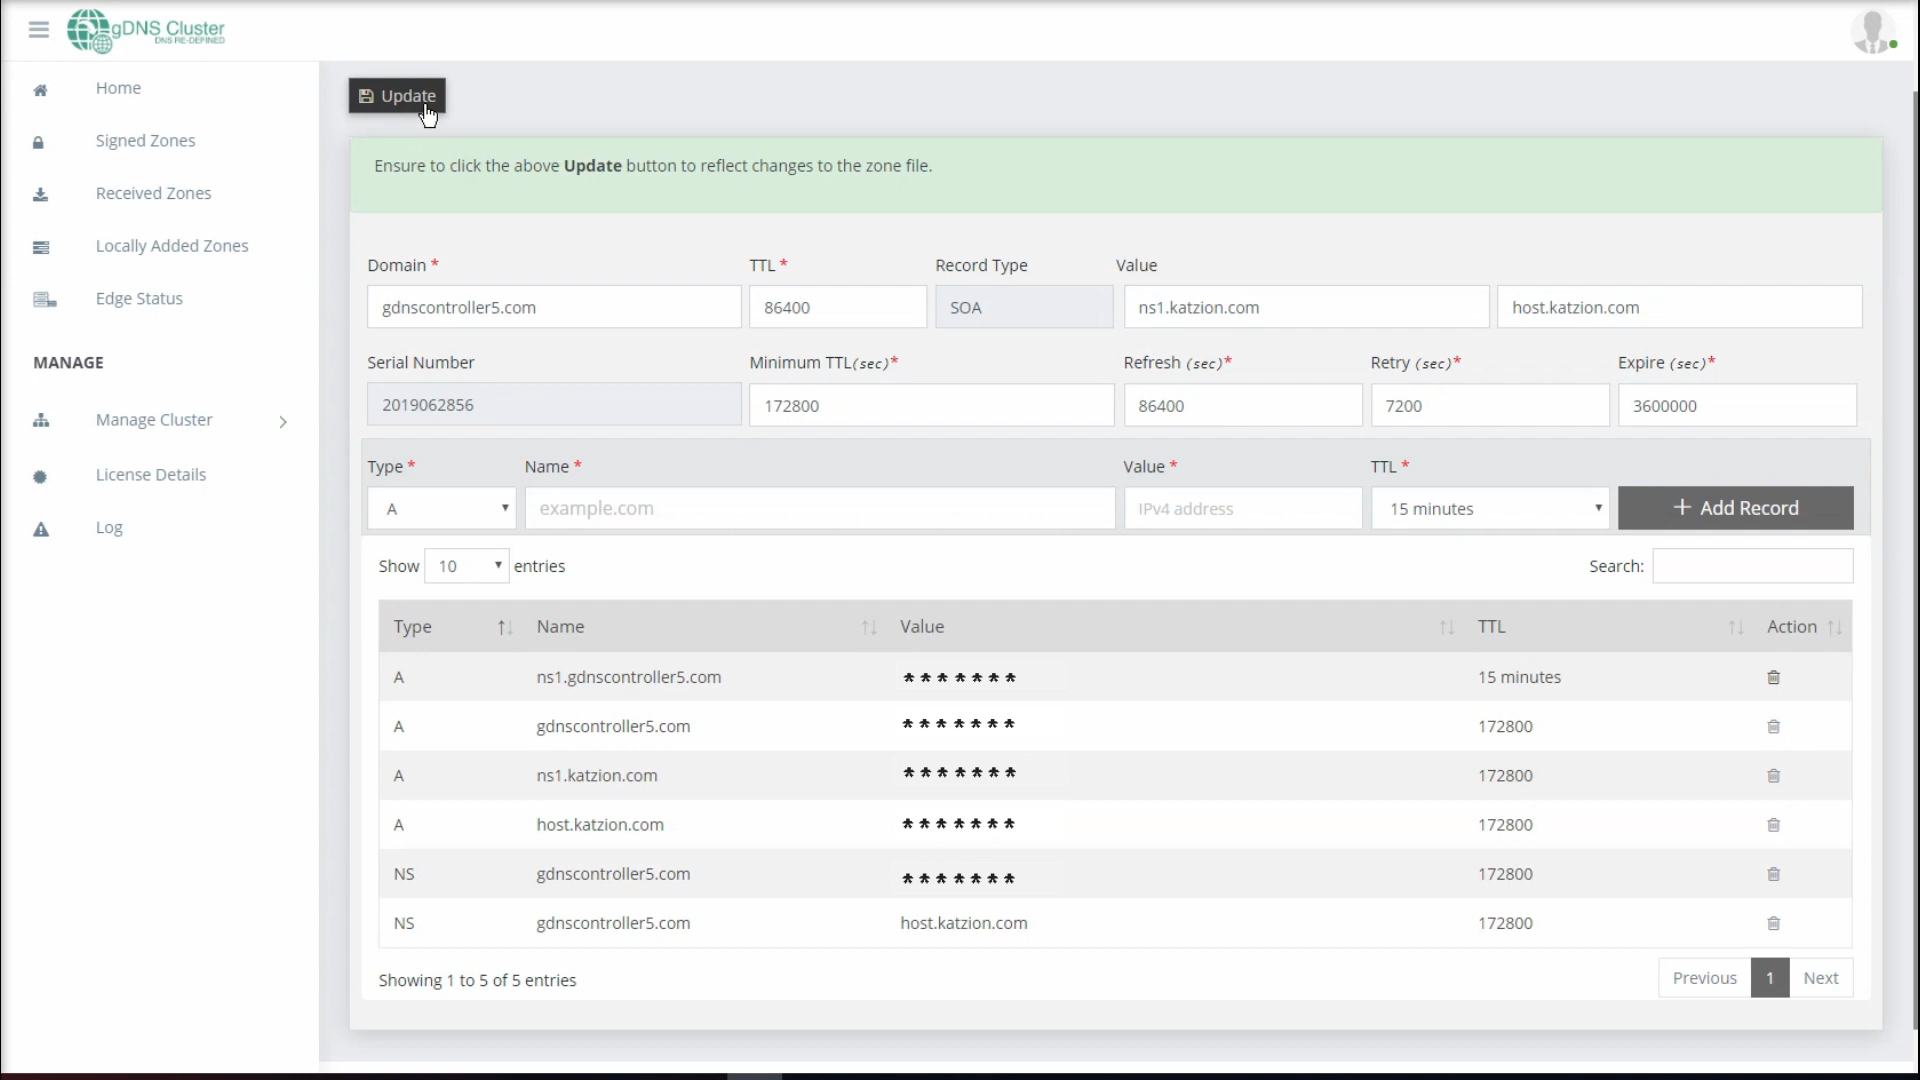 gDNS Cluster
DNS RE-DEFINED
Home
Signed Zones
Received Zones
Locally Added Zones
Edge Status
MANAGE
Manage Cluster
License Details
Log
Update
Ensure to click the above Update button to reflect changes to the zone file.
Domain * TTL * Record Type Value
gdnscontroller5.com 86400 SOA ns1.katzion.com host.katzion.com
Serial Number Minimum TTL(sec)* Refresh (sec)* Retry (sec)* Expire (sec)*
2019062856 172800 86400 7200 3600000
Type * Name * Value * TTL *
A example.com IPv4 address 15 minutes + Add Record
Show 10 entries Search:
Type Name Value TTL Action
A ns1.gdnscontroller5.com ******* 15 minutes
A gdnscontroller5.com ******* 172800
A ns1.katzion.com ******* 172800
A host.katzion.com ******* 172800
NS gdnscontroller5.com ******* 172800
NS gdnscontroller5.com host.katzion.com 172800
Showing 1 to 5 of 5 entries Previous 1 Next